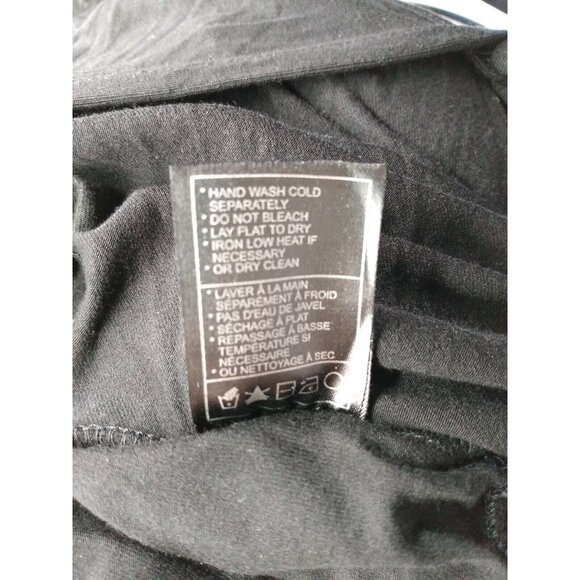 • HAND WASH COLD
SEPARATELY
• DO NOT BLEACH
• LAY FLAT TO DRY
• IRON LOW HEAT IF
NECESSARY
• OR DRY CLEAN
• LAVER À LA MAIN
SÉPARÉMENT À FROID
• PAS D'EAU DE JAVEL
• SÉCHAGE À PLAT
• REPASSAGE À BASSE
TEMPÉRATURE SI
NÉCESSAIRE
• OU NETTOYAGE À SEC